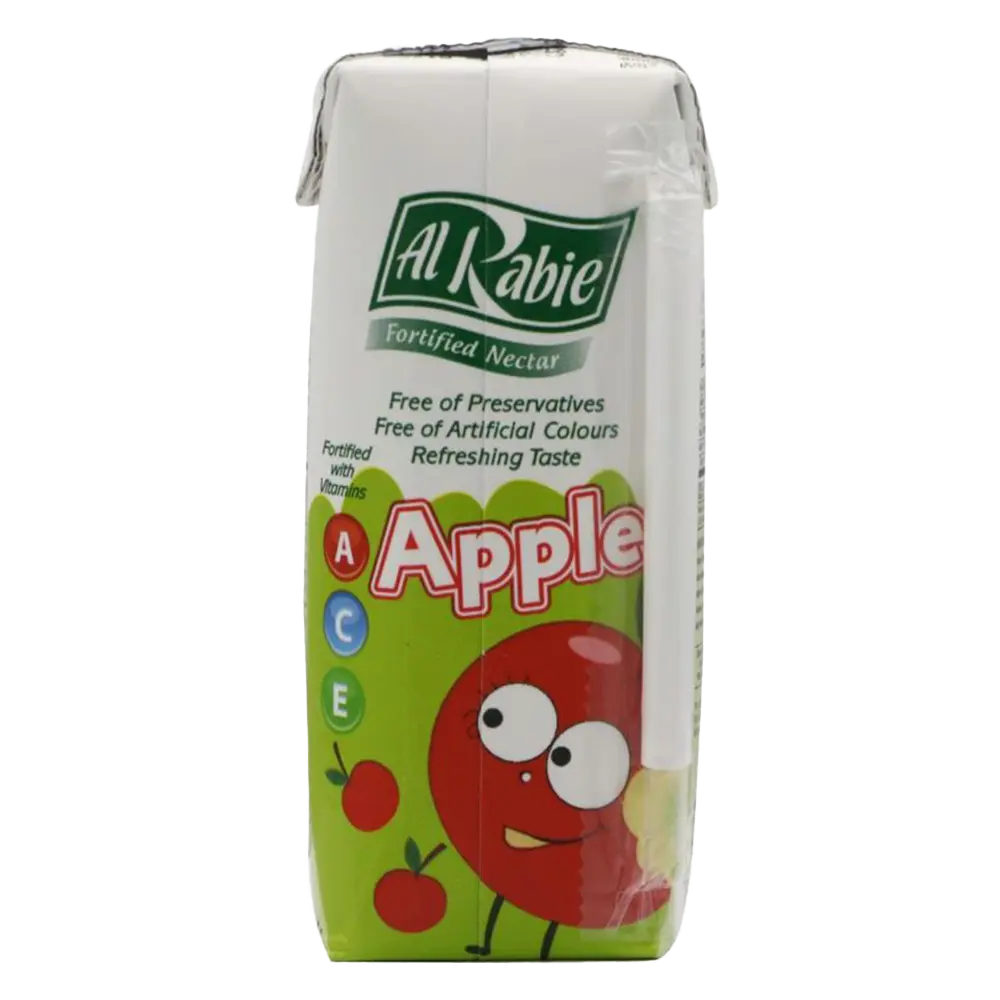 Al Rabie
Fortified Nectar
Free of Preservatives
Free of Artificial Colours
Refreshing Taste
Fortified
with
Vitamins
A
C
E
Apple